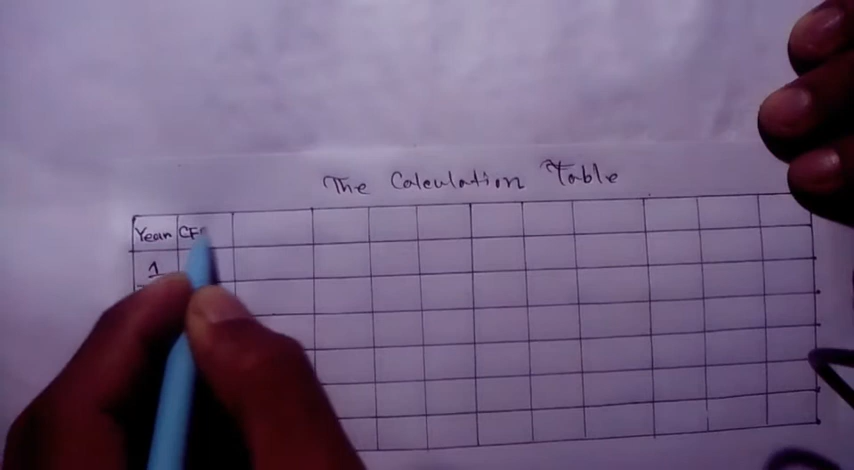 The Calculation Table
Year CF
1